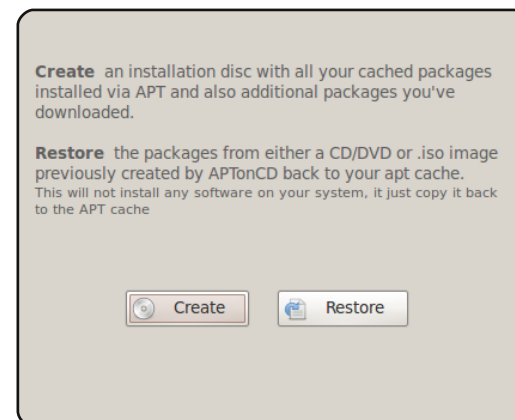 Create an installation disc with all your cached packages
installed via APT and also additional packages you've
downloaded.
Restore the packages from either a CD/DVD or .iso image
previously created by APTonCD back to your apt cache.
This will not install any software on your system, it just copy it back
to the APT cache
Create
Restore